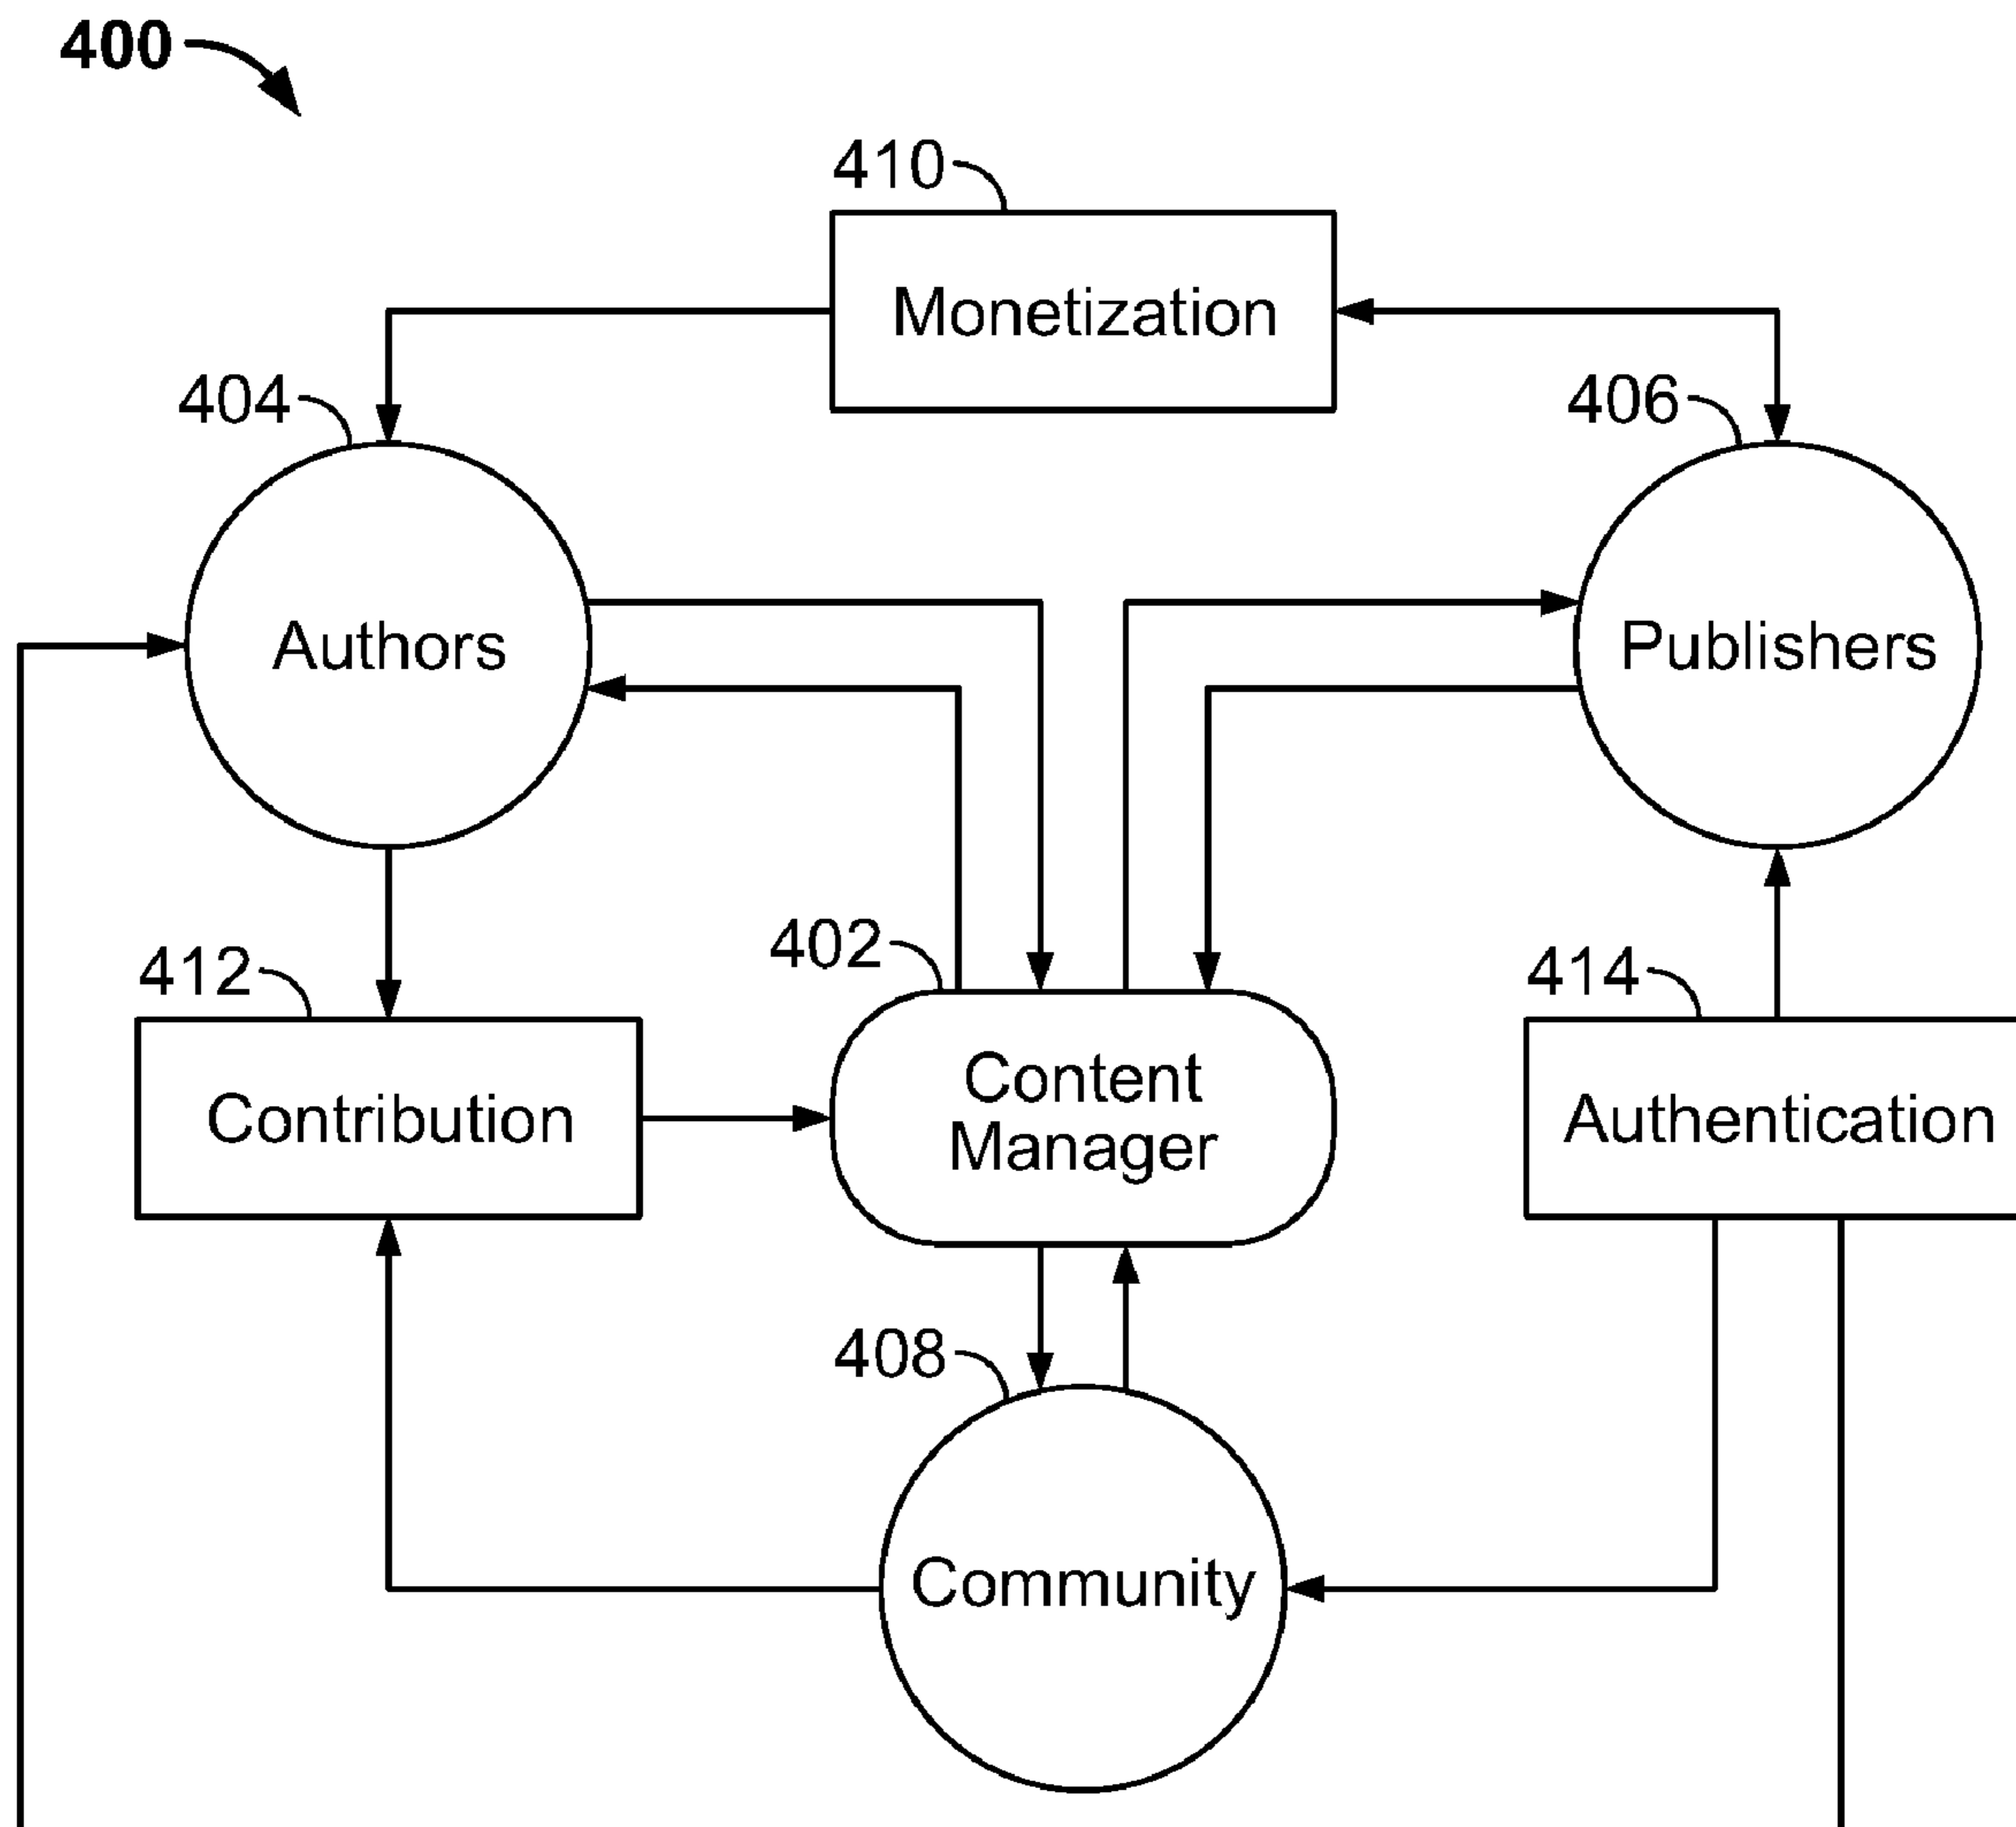 400
410
Monetization
404
406
Authors
Publishers
402
412
414
Content
Manager
Contribution
Authentication
408
Community